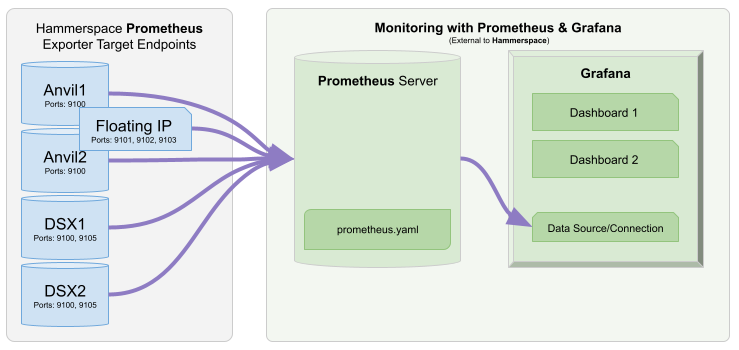 Hammerspace Prometheus
Exporter Target Endpoints
Anvil1
Ports: 9100
Floating IP
Ports: 9101, 9102, 9103
Anvil2
Ports: 9100
DSX1
Ports: 9100, 9105
DSX2
Ports: 9100, 9105
Monitoring with Prometheus & Grafana
(External to Hammerspace)
Prometheus Server
prometheus.yaml
Grafana
Dashboard 1
Dashboard 2
Data Source/Connection